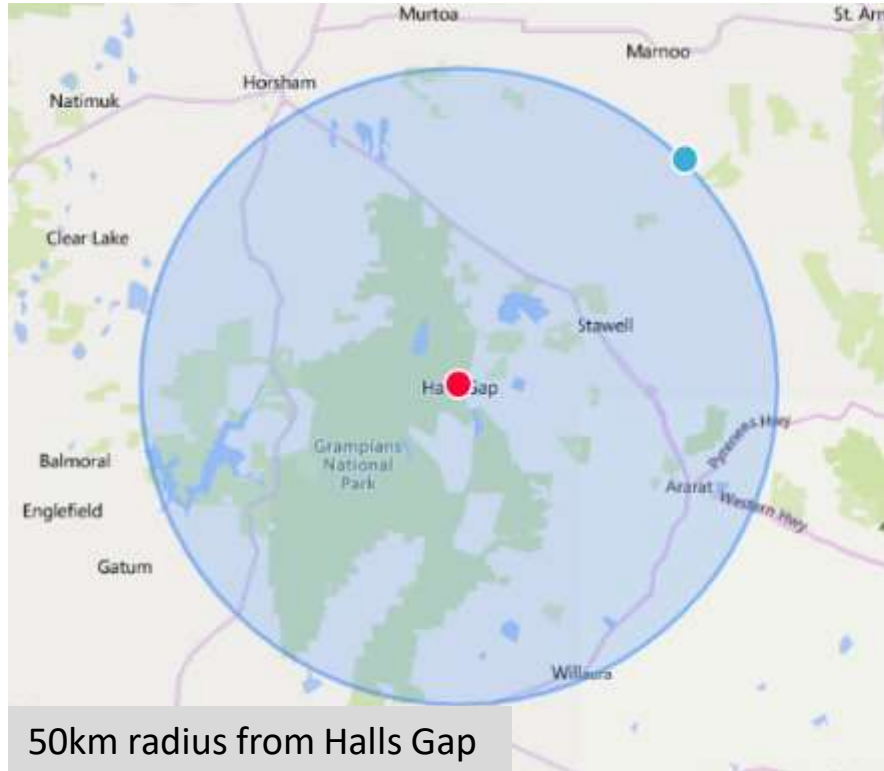 Murtoa
St. Arn
Marnoo
Horsham
Natimuk
Clear Lake
Stawell
Halls Gap
Grampians
National
Park
Pyrenees Hwy
Balmoral
Ararat
Western Hwy
Englefield
Gatum
Willaura
50km radius from Halls Gap